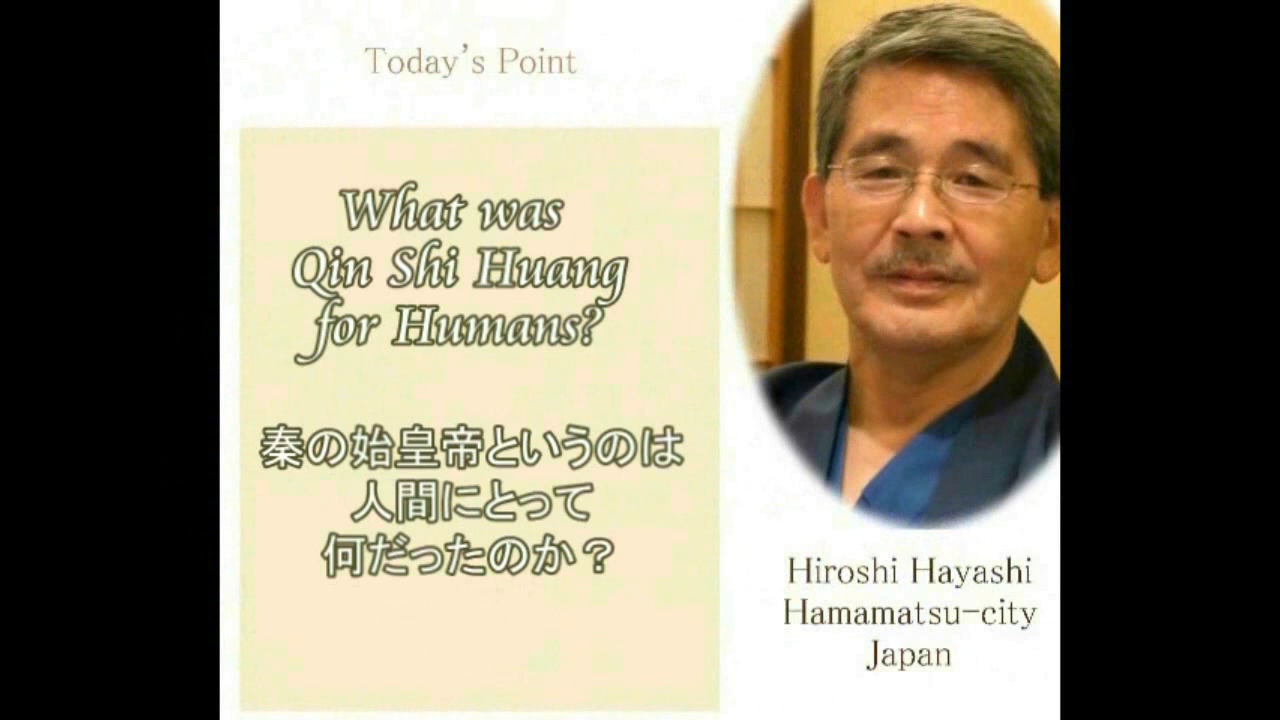 Today's Point
What was
Qin Shi Huang
for Humans?
秦の始皇帝というのは
人間にとって
何だったのか？
Hiroshi Hayashi
Hamamatsu-city
Japan